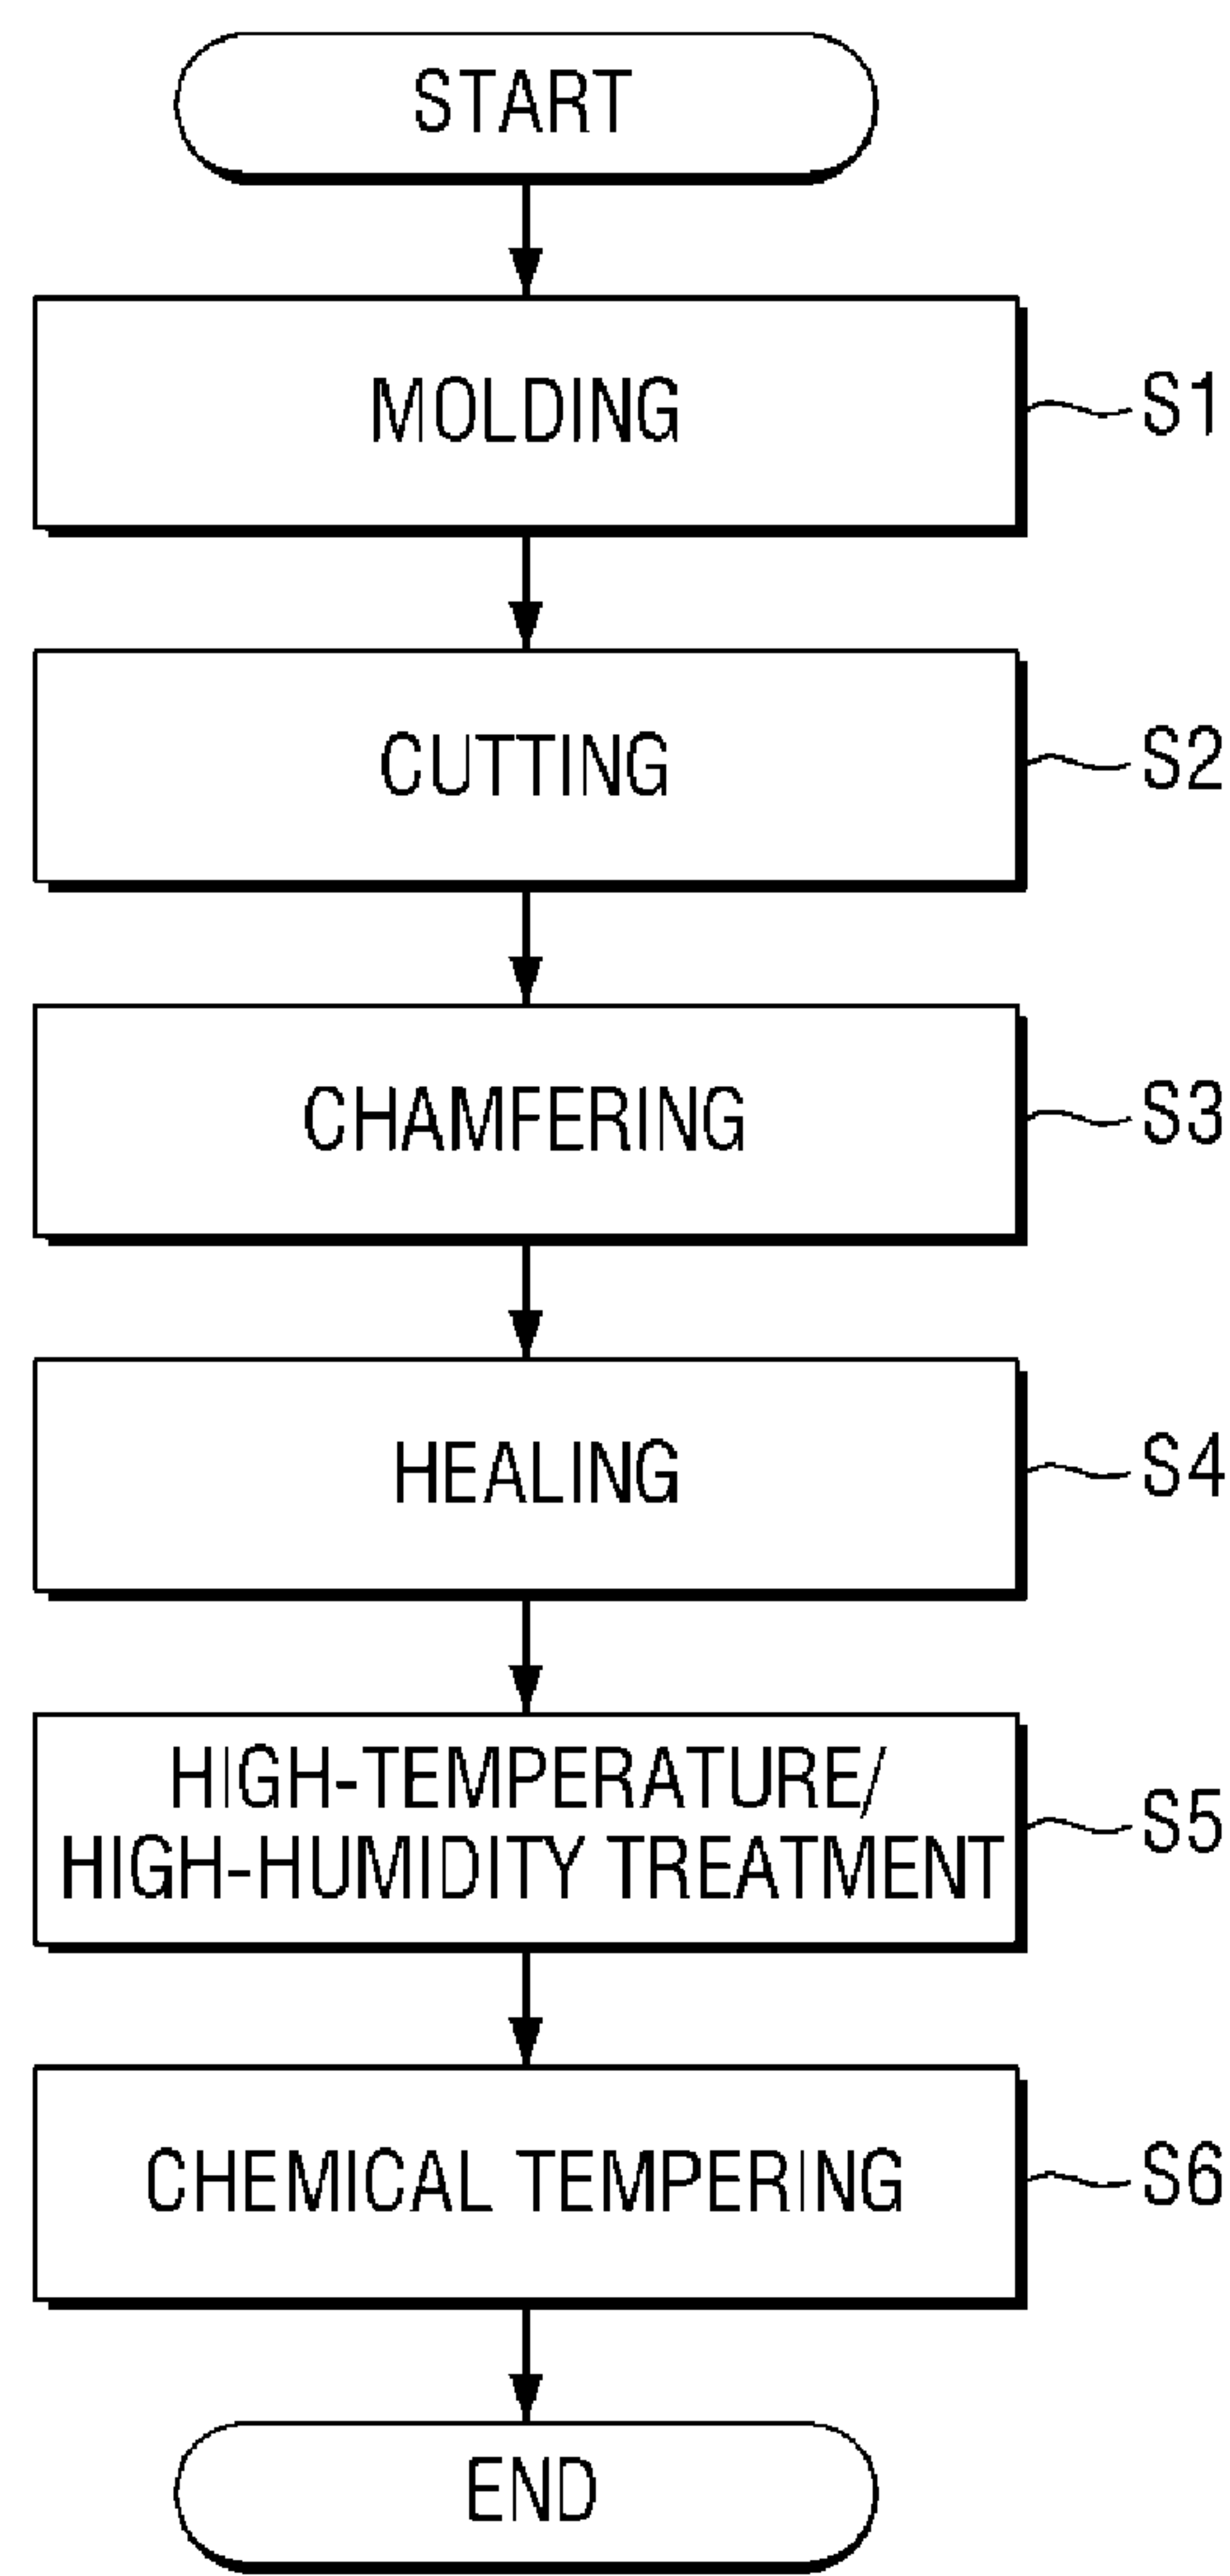 START
MOLDING
S1
CUTTING
S2
CHAMFERING
S3
HEALING
S4
HIGH-TEMPERATURE/
HIGH-HUMIDITY TREATMENT
S5
CHEMICAL TEMPERING
S6
END